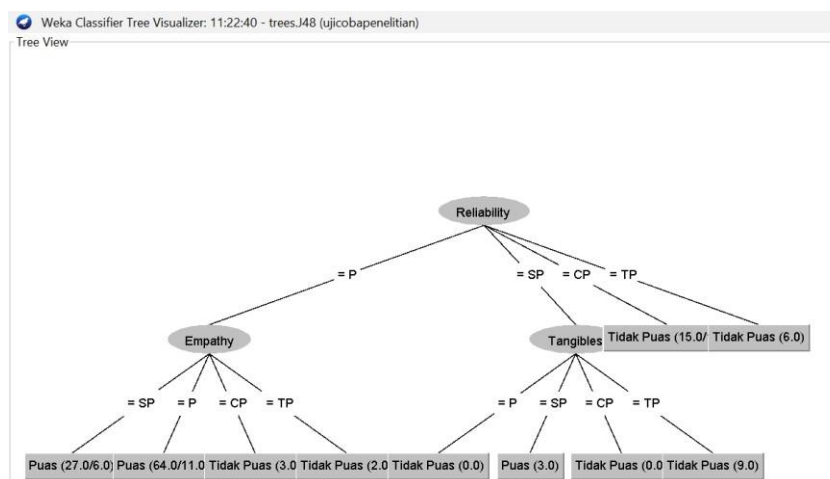 Weka Classifier Tree Visualizer: 11:22:40 - trees.J48 (ujicobapenelitian)
Tree View
Reliability
= P = SP = CP = TP
Empathy Tangibles Tidak Puas (15.0/ Tidak Puas (6.0)
= SP = P = CP = TP = P = SP = CP = TP
Puas (27.0/6.0) Puas (64.0/11.0 Tidak Puas (3.0 Tidak Puas (2.0 Tidak Puas (0.0) Puas (3.0) Tidak Puas (0.0 Tidak Puas (9.0)